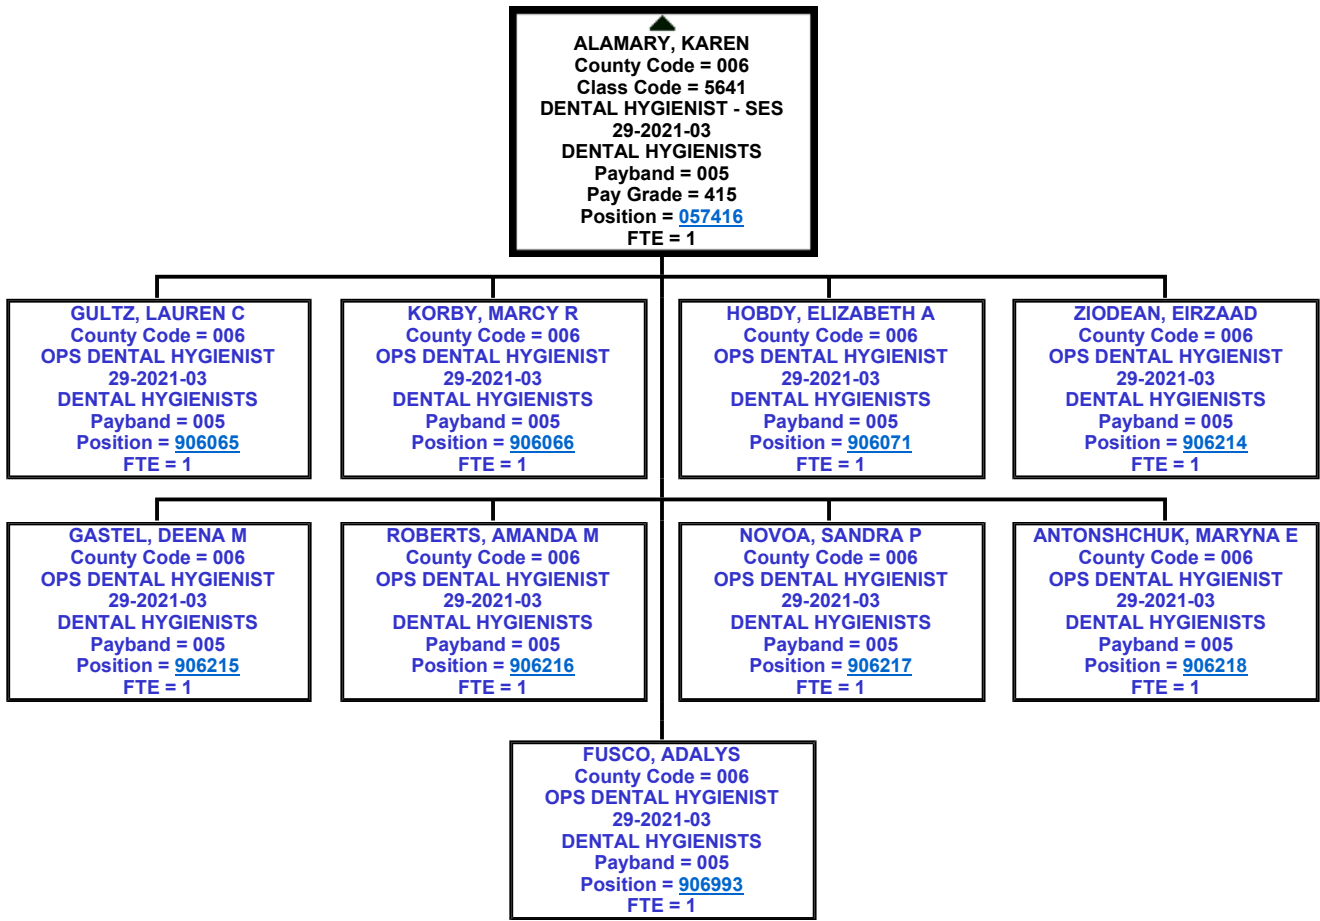 ALAMARY, KAREN
County Code = 006
Class Code = 5641
DENTAL HYGIENIST - SES
29-2021-03
DENTAL HYGIENISTS
Payband = 005
Pay Grade = 415
Position = 057416
FTE = 1
GULTZ, LAUREN C
County Code = 006
OPS DENTAL HYGIENIST
29-2021-03
DENTAL HYGIENISTS
Payband = 005
Position = 906065
FTE = 1
KORBY, MARCY R
County Code = 006
OPS DENTAL HYGIENIST
29-2021-03
DENTAL HYGIENISTS
Payband = 005
Position = 906066
FTE = 1
HOBDY, ELIZABETH A
County Code = 006
OPS DENTAL HYGIENIST
29-2021-03
DENTAL HYGIENISTS
Payband = 005
Position = 906071
FTE = 1
ZIODEAN, EIRZAAD
County Code = 006
OPS DENTAL HYGIENIST
29-2021-03
DENTAL HYGIENISTS
Payband = 005
Position = 906214
FTE = 1
GASTEL, DEENA M
County Code = 006
OPS DENTAL HYGIENIST
29-2021-03
DENTAL HYGIENISTS
Payband = 005
Position = 906215
FTE = 1
ROBERTS, AMANDA M
County Code = 006
OPS DENTAL HYGIENIST
29-2021-03
DENTAL HYGIENISTS
Payband = 005
Position = 906216
FTE = 1
NOVOA, SANDRA P
County Code = 006
OPS DENTAL HYGIENIST
29-2021-03
DENTAL HYGIENISTS
Payband = 005
Position = 906217
FTE = 1
ANTONSHCHUK, MARYNA E
County Code = 006
OPS DENTAL HYGIENIST
29-2021-03
DENTAL HYGIENISTS
Payband = 005
Position = 906218
FTE = 1
FUSCO, ADALYS
County Code = 006
OPS DENTAL HYGIENIST
29-2021-03
DENTAL HYGIENISTS
Payband = 005
Position = 906993
FTE = 1